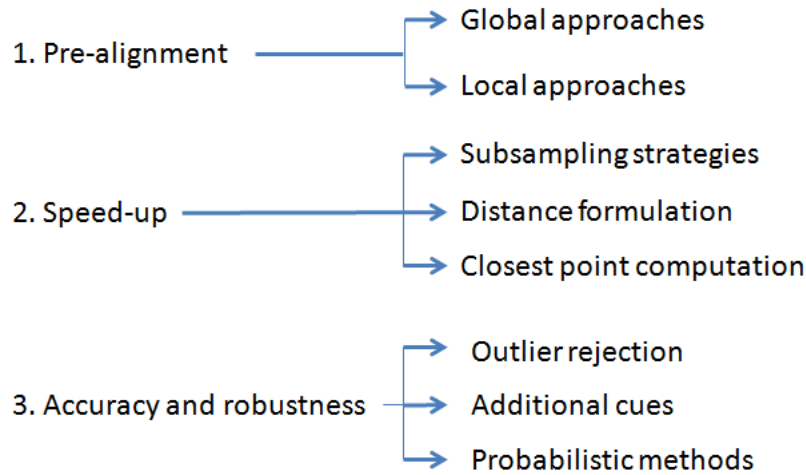 1. Pre-alignment
Global approaches
Local approaches
2. Speed-up
Subsampling strategies
Distance formulation
Closest point computation
3. Accuracy and robustness
Outlier rejection
Additional cues
Probabilistic methods